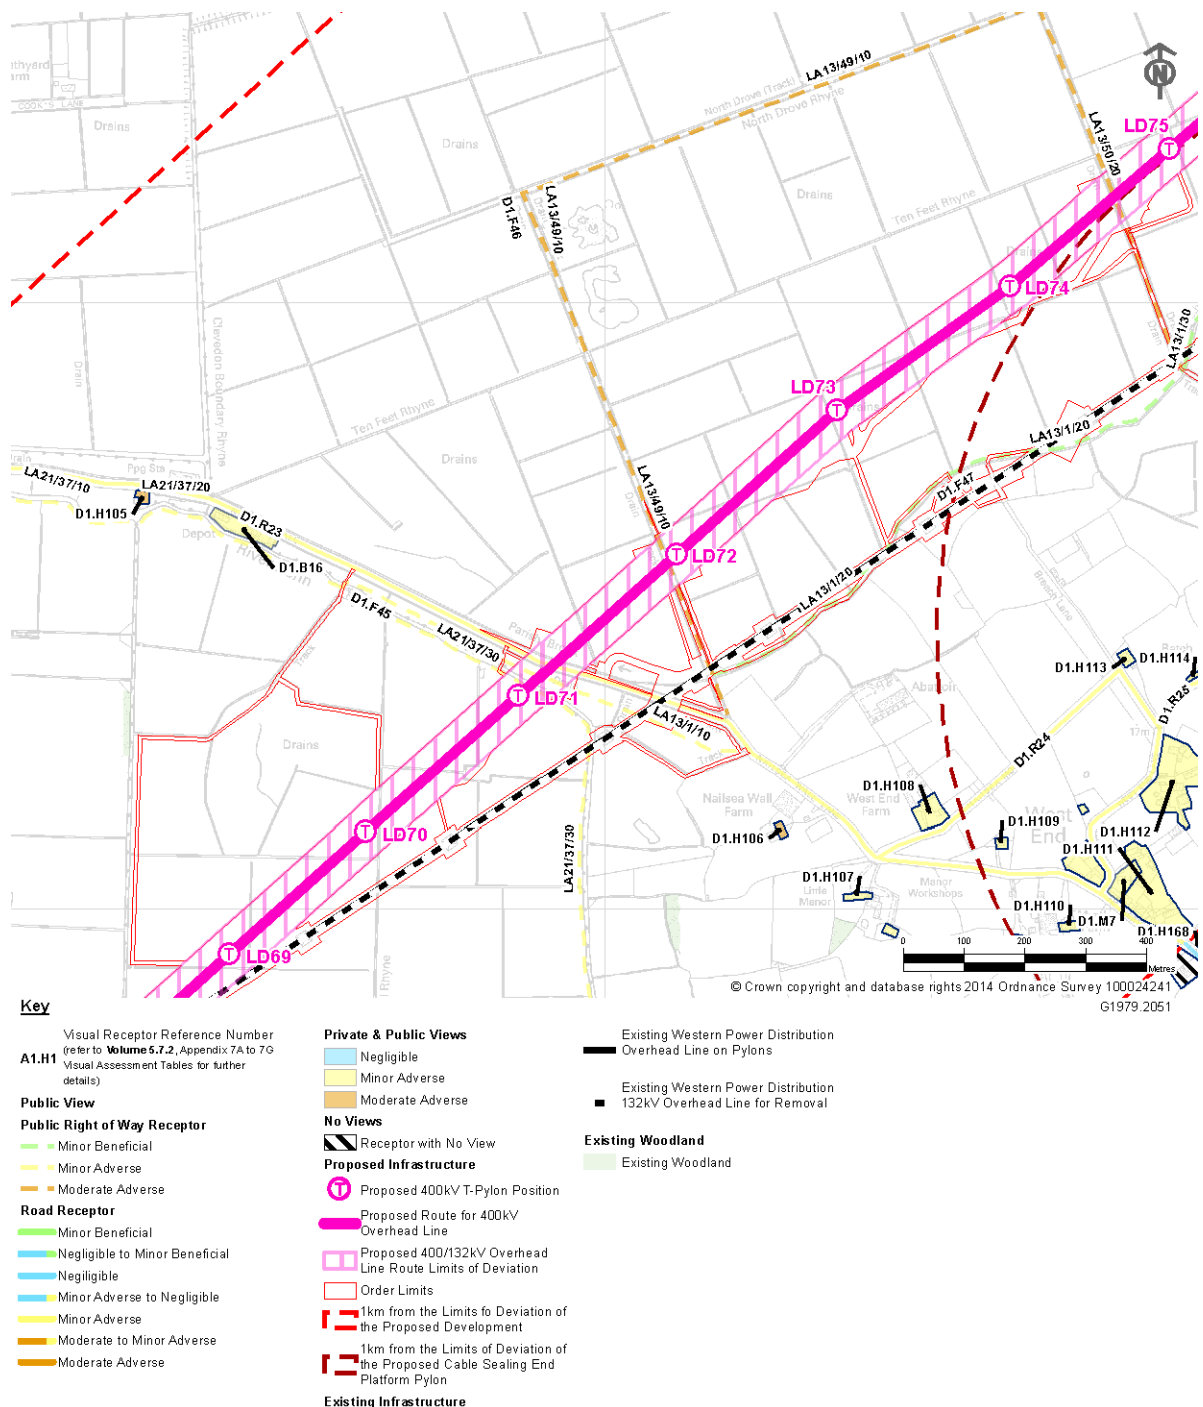 LA13/49/10
North Drove (Track)
North Drove Rhyne
N
COOK'S LANE
Drains
Drains
LD75
LA13/50/20
Drain
LA13/49/10
D1.F46
Drains
Ten Feet Rhyne
LD74
Drain
Clevedon Boundary Rhyne
LA13/1/30
LD73
Drains
Ten Feet Rhyne
LA13/1/20
Drains
LA13/49/10
Drain
D1.F47
Ppg Sta
LA21/37/10
LA21/37/20
D1.H105
D1.R23
Depot
D1.B16
LD72
LA13/1/20
D1.F45
LA21/37/30
Track
D1.H113
D1.H114
D1.R25
Abattoir
17m
LD71
LA13/1/10
D1.R24
Drains
Track
D1.H108
Nailsea Wall
Farm
West End
Farm
D1.H106
D1.H109
West
End
D1.H112
D1.H111
LD70
LA21/37/30
D1.H107
Little
Manor
Manor
Workshops
D1.H110
D1.M7
D1.H168
LD69
0 100 200 300 400
Metres
© Crown copyright and database rights 2014 Ordnance Survey 100024241
G1979.2051
Key
A1.H1
Visual Receptor Reference Number
(refer to Volume 5.7.2, Appendix 7A to 7G
Visual Assessment Tables for further
details)
Public View
Public Right of Way Receptor
Minor Beneficial
Minor Adverse
Moderate Adverse
Road Receptor
Minor Beneficial
Negligible to Minor Beneficial
Negiligible
Minor Adverse to Negligible
Minor Adverse
Moderate to Minor Adverse
Moderate Adverse
Private & Public Views
Negligible
Minor Adverse
Moderate Adverse
No Views
Receptor with No View
Proposed Infrastructure
T Proposed 400kV T-Pylon Position
Proposed Route for 400kV
Overhead Line
Proposed 400/132kV Overhead
Line Route Limits of Deviation
Order Limits
1km from the Limits fo Deviation of
the Proposed Development
1km from the Limits of Deviation of
the Proposed Cable Sealing End
Platform Pylon
Existing Infrastructure
Existing Western Power Distribution
Overhead Line on Pylons
Existing Western Power Distribution
132kV Overhead Line for Removal
Existing Woodland
Existing Woodland